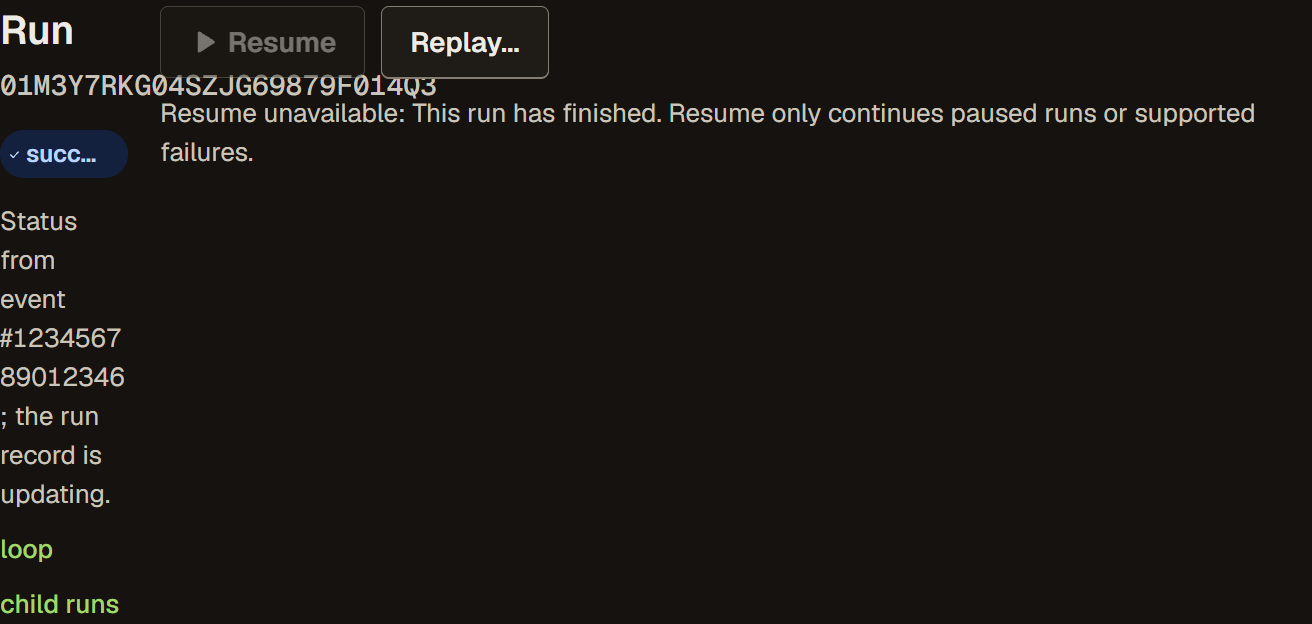 Run
01M3Y7RKG04SZJG69879F014Q3
✓ succ...
Status
from
event
#1234567
89012346
; the run
record is
updating.
loop
child runs
▶ Resume
Replay...
Resume unavailable: This run has finished. Resume only continues paused runs or supported
failures.